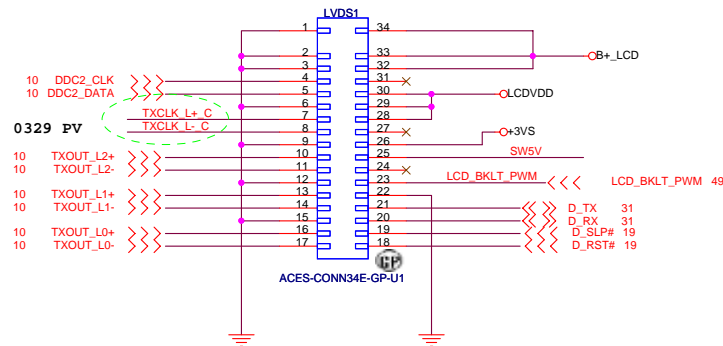 LVDS1
1 34
2 33 B+_LCD
3 32
10 DDC2_CLK 4 31
10 DDC2_DATA 5 30 LCDVDD
6 29
TXCLK_L+_C 7 28
0329 PV TXCLK_L-_C 8 27 +3VS
9 26
10 TXOUT_L2+ 10 25 SW5V
10 TXOUT_L2- 11 24
12 23 LCD_BKLT_PWM LCD_BKLT_PWM 49
10 TXOUT_L1+ 13 22
10 TXOUT_L1- 14 21 D_TX 31
15 20 D_RX 31
10 TXOUT_L0+ 16 19 D_SLP# 19
10 TXOUT_L0- 17 18 D_RST# 19
GP
ACES-CONN34E-GP-U1